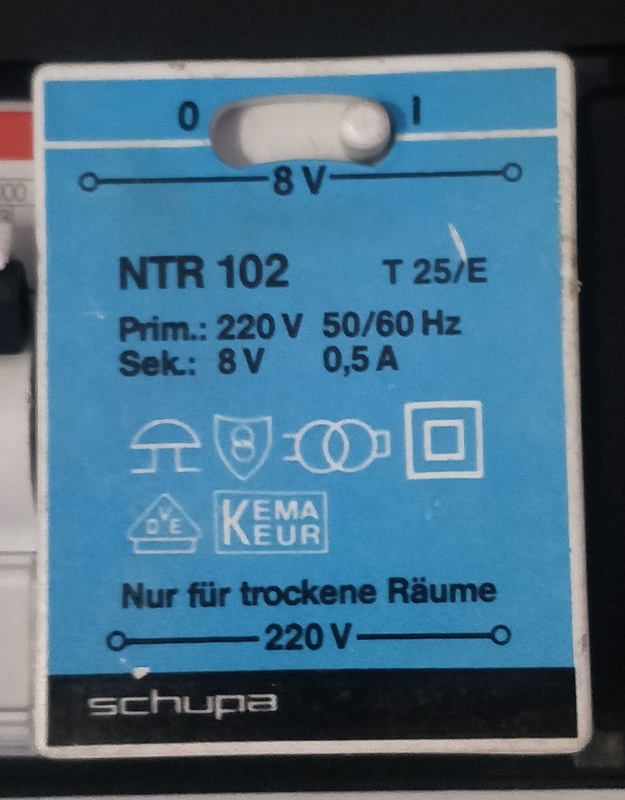 0 I
8 V
NTR 102 T 25/E
Prim.: 220 V 50/60 Hz
Sek.: 8 V 0,5 A
VDE
KEMA
KEUR
Nur für trockene Räume
220 V
schupa